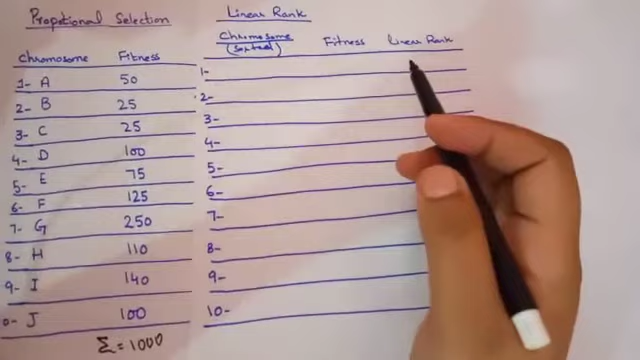 Propotional Selection
Chromosome Fitness
1- A 50
2- B 25
3- C 25
4- D 100
5- E 75
6- F 125
7- G 250
8- H 110
9- I 140
0- J 100
Σ = 1000
Linear Rank
Chromosome Fitness Linear Rank
(sorted)
1-
2-
3-
4-
5-
6-
7-
8-
9-
10-